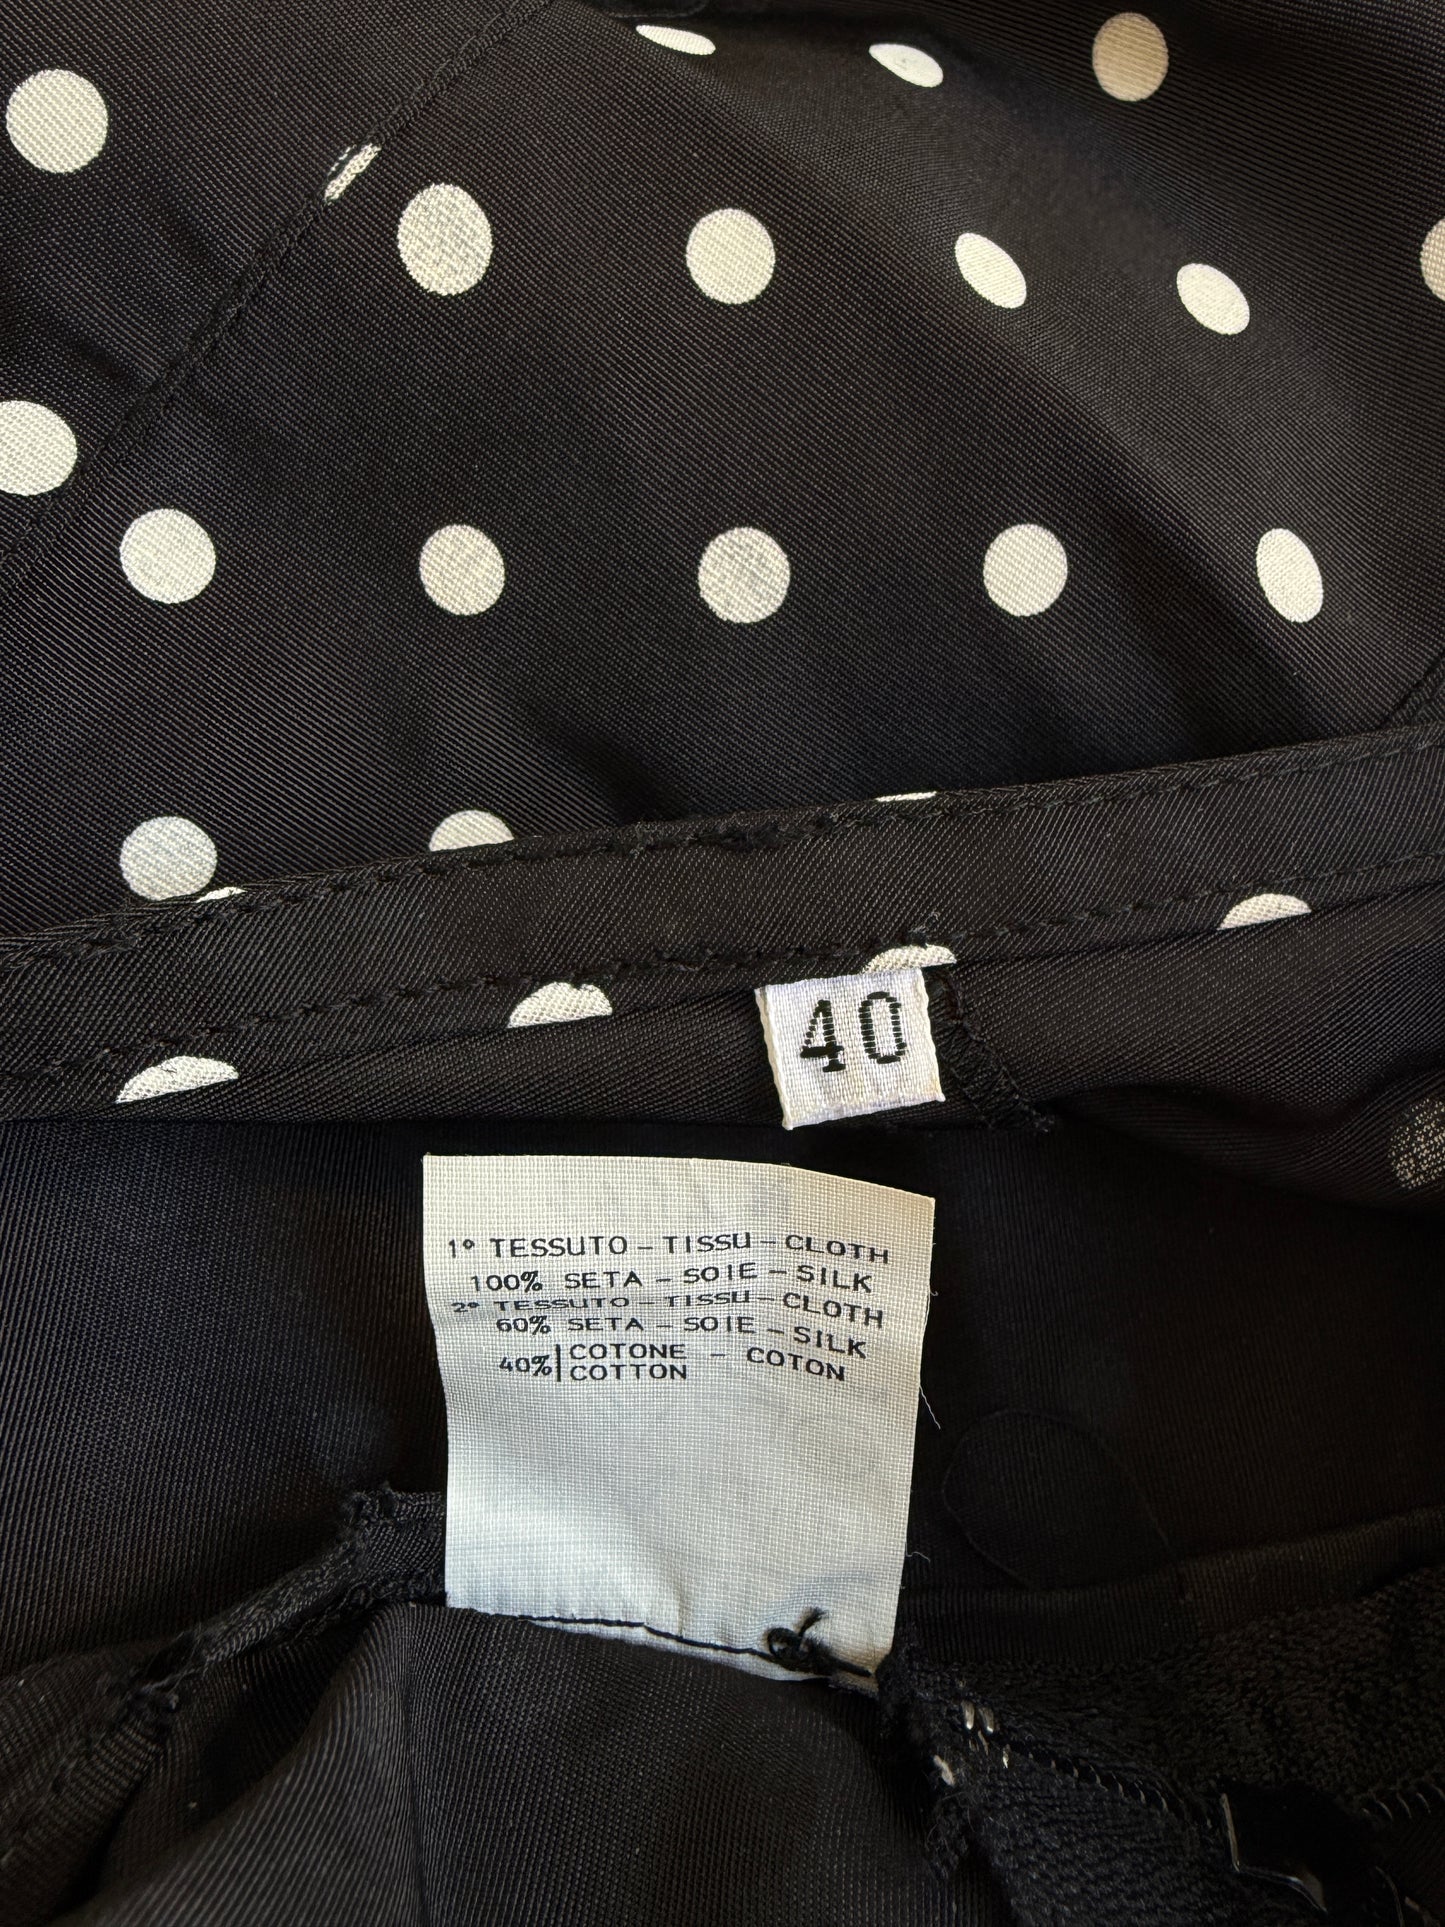 40
1° TESSUTO – TISSU – CLOTH
100% SETA – SOIE – SILK
2° TESSUTO – TISSU – CLOTH
60% SETA – SOIE – SILK
40% | COTONE – COTON
COTTON